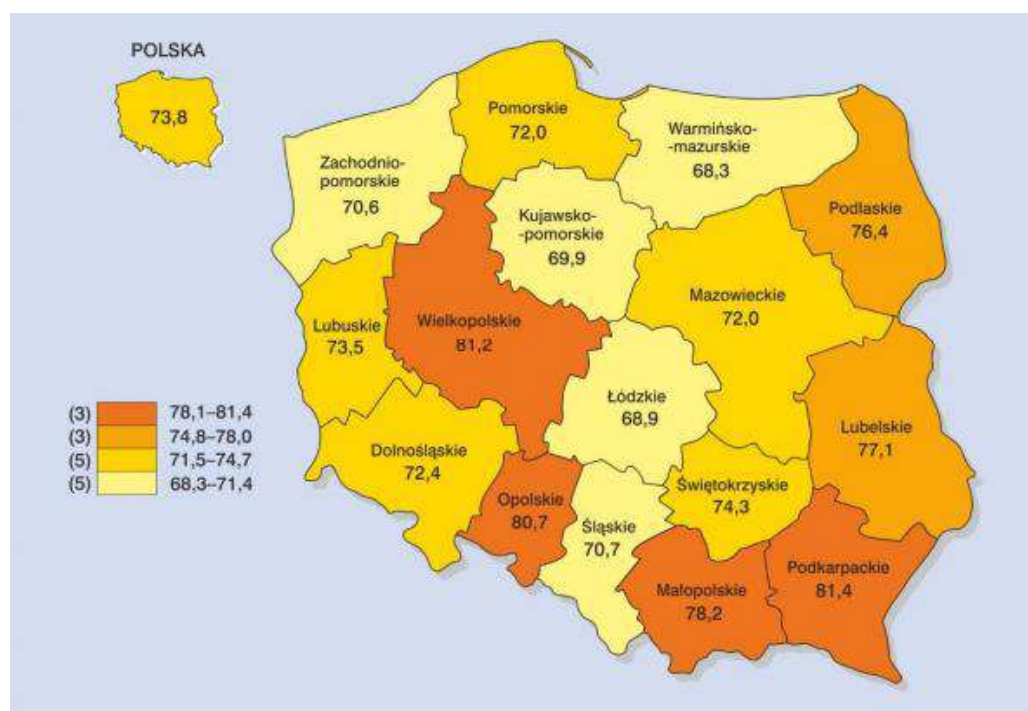 POLSKA
73,8
Pomorskie
72,0
Warmińsko-
-mazurskie
68,3
Zachodnio-
pomorskie
70,6
Kujawsko-
-pomorskie
69,9
Podlaskie
76,4
Mazowieckie
72,0
Lubuskie
73,5
Wielkopolskie
81,2
Łódzkie
68,9
Lubelskie
77,1
Dolnośląskie
72,4
Opolskie
80,7
Śląskie
70,7
Świętokrzyskie
74,3
Małopolskie
78,2
Podkarpackie
81,4
(3) 78,1–81,4
(3) 74,8–78,0
(5) 71,5–74,7
(5) 68,3–71,4